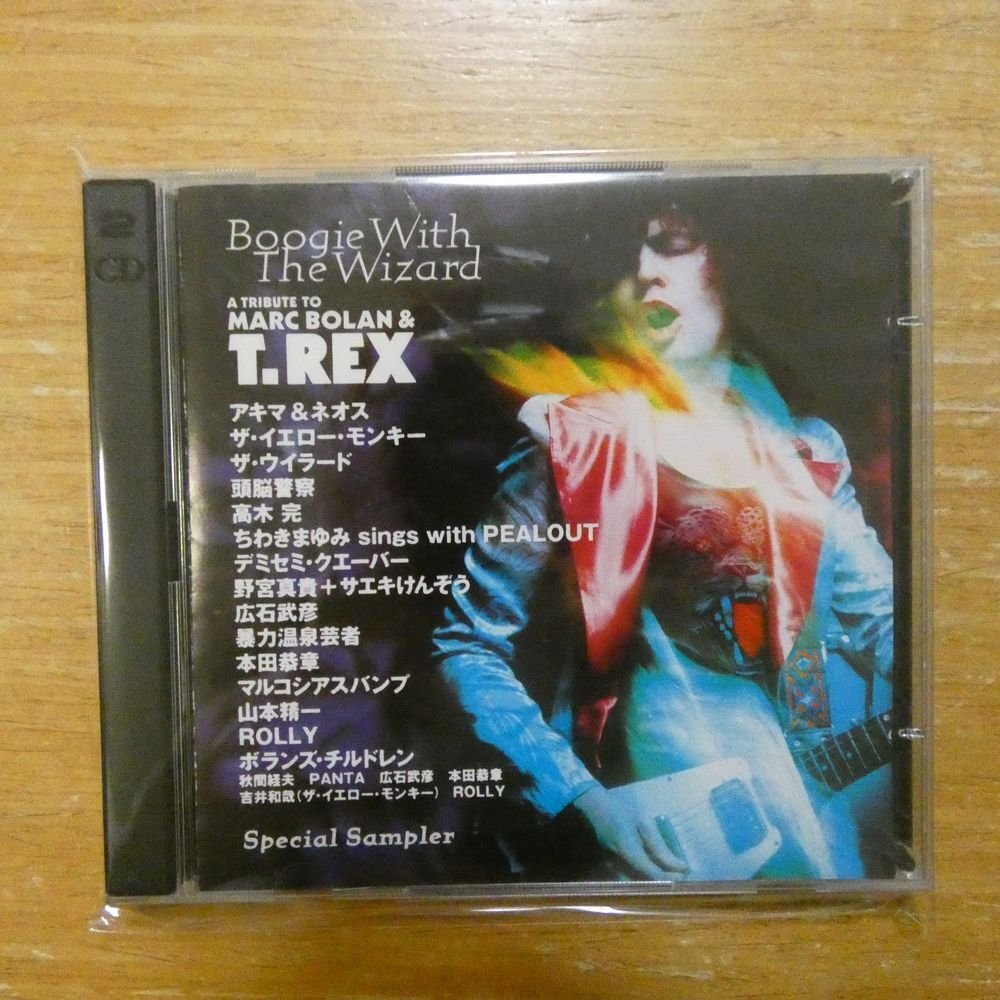 2
CD
Boogie With
The Wizard
A TRIBUTE TO
MARC BOLAN &
T.REX
アキマ&ネオス
ザ・イエロー・モンキー
ザ・ウイラード
頭脳警察
高木 完
ちわきまゆみ sings with PEALOUT
デミセミ・クエーバー
野宮真貴+サエキけんぞう
広石武彦
暴力温泉芸者
本田恭章
マルコシアスバンプ
山本精一
ROLLY
ボランズ・チルドレン
秋間経夫 PANTA 広石武彦 本田恭章
吉井和哉(ザ・イエロー・モンキー) ROLLY
Special Sampler